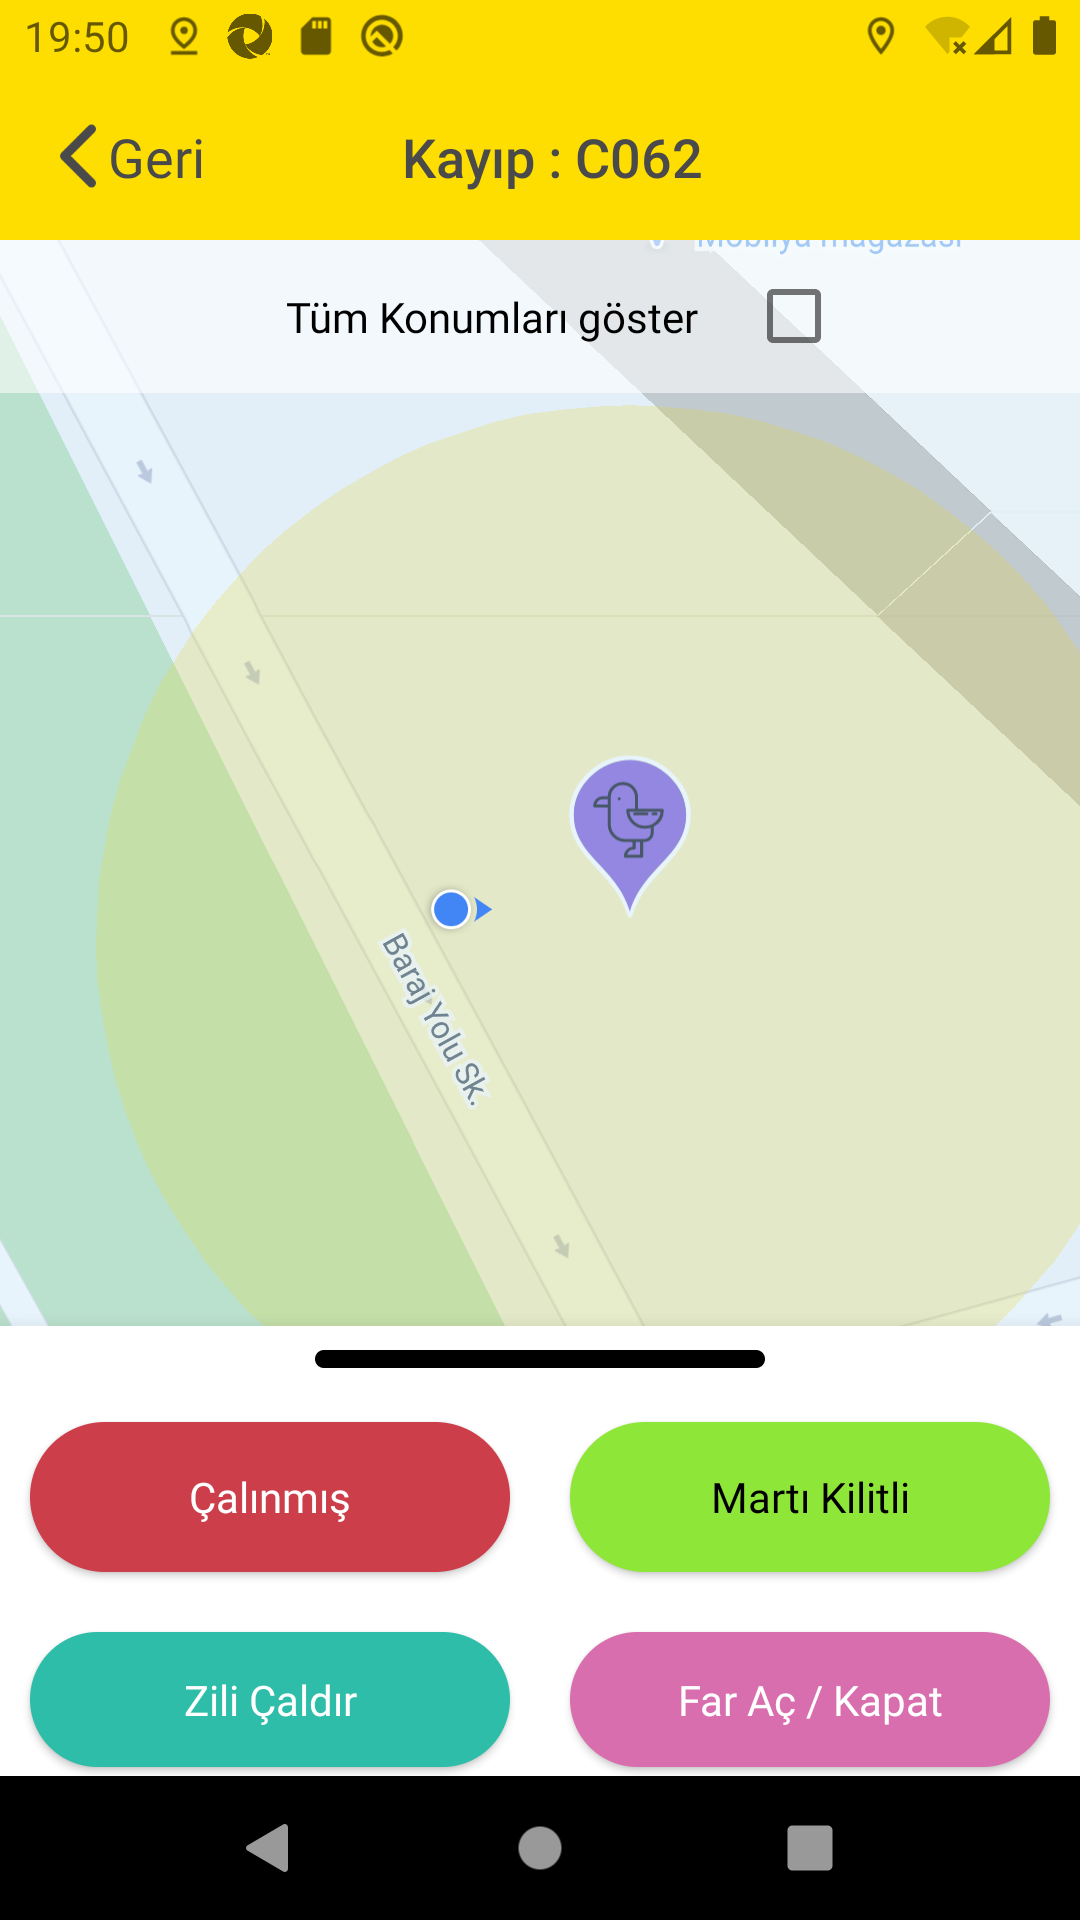 19:50
Geri
Kayıp : C062
Mobilya mağazası
Tüm Konumları göster
Baraj Yolu Sk.
Çalınmış
Martı Kilitli
Zili Çaldır
Far Aç / Kapat